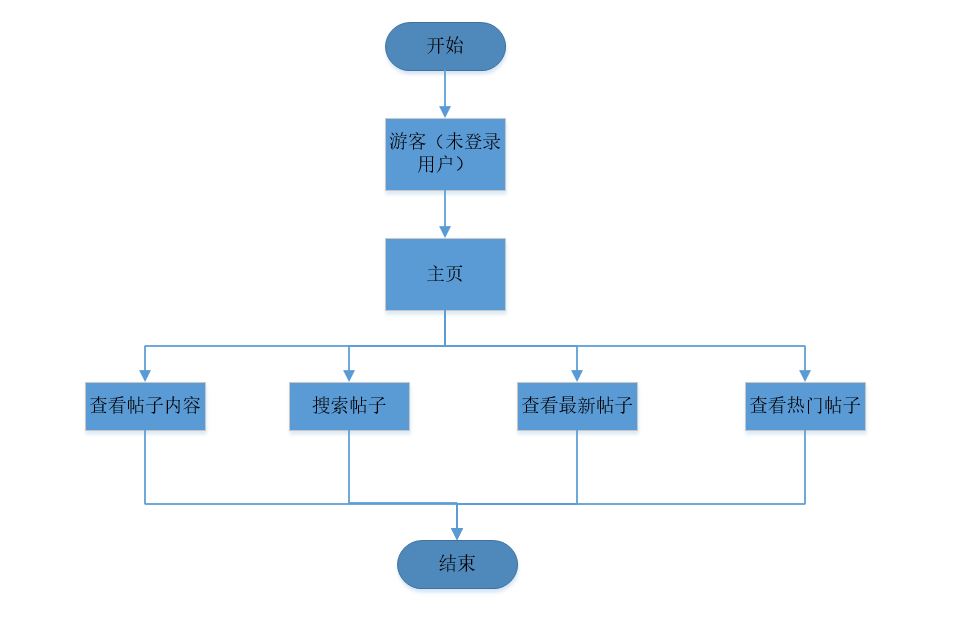 开始
游客（未登录
用户）
主页
查看帖子内容
搜索帖子
查看最新帖子
查看热门帖子
结束